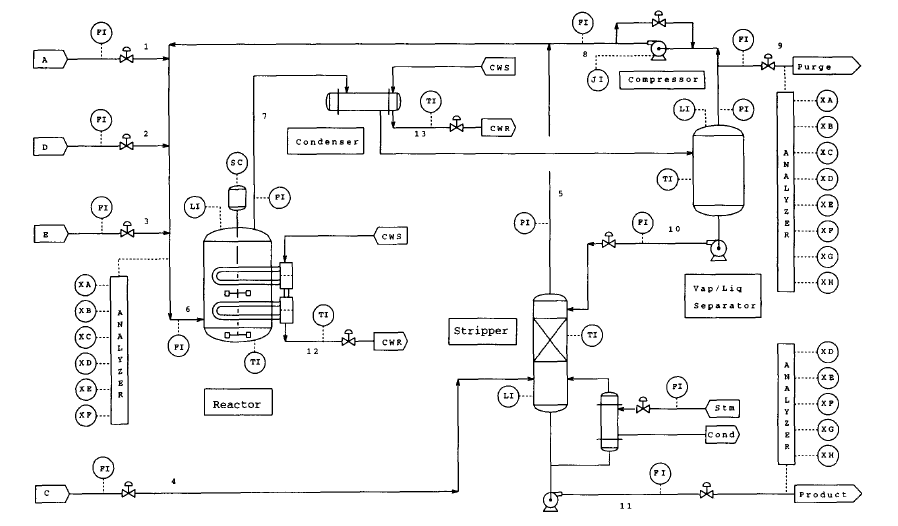 FI
FI
FI
9
A
1
8
JI
Compressor
Purge
CWS
TI
13
CWR
Condenser
7
LI
PI
XA
XB
XC
XD
XE
XF
XG
XH
ANALYZER
FI
D
2
TI
SC
PI
LI
5
FI
E
3
CWS
PI
FI
10
Vap/Liq
Separator
XA
XB
XC
XD
XE
XF
ANALYZER
6
FI
TI
12
CWR
TI
Reactor
Stripper
TI
LI
FI
Stm
Cond
XD
XE
XF
XG
XH
ANALYZER
FI
C
4
FI
11
Product